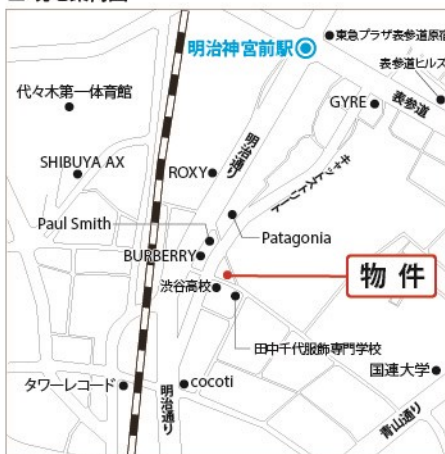 明治神宮前駅
東急プラザ表参道原宿
表参道ヒルズ
代々木第一体育館
GYRE
表参道
明治通り
キャットストリート
SHIBUYA AX
ROXY
Paul Smith
Patagonia
BURBERRY
物件
渋谷高校
田中千代服飾専門学校
国連大学
タワーレコード
cocoti
明治通り
青山通り